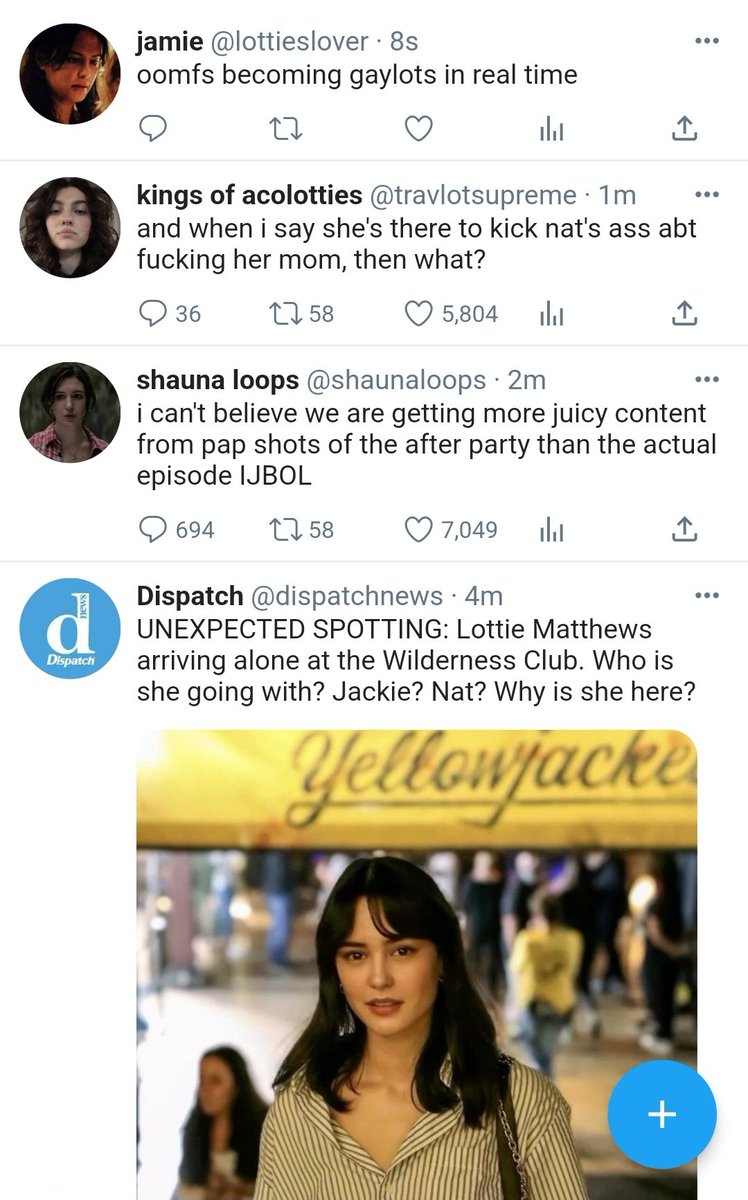 jamie @lottieslover · 8s
oomfs becoming gaylots in real time
kings of acolotties @travlotsupreme · 1m
and when i say she's there to kick nat's ass abt
fucking her mom, then what?
36 58 5,804
shauna loops @shaunaloops · 2m
i can't believe we are getting more juicy content
from pap shots of the after party than the actual
episode IJBOL
694 58 7,049
d news
Dispatch
Dispatch @dispatchnews · 4m
UNEXPECTED SPOTTING: Lottie Matthews
arriving alone at the Wilderness Club. Who is
she going with? Jackie? Nat? Why is she here?
Yellowjacke